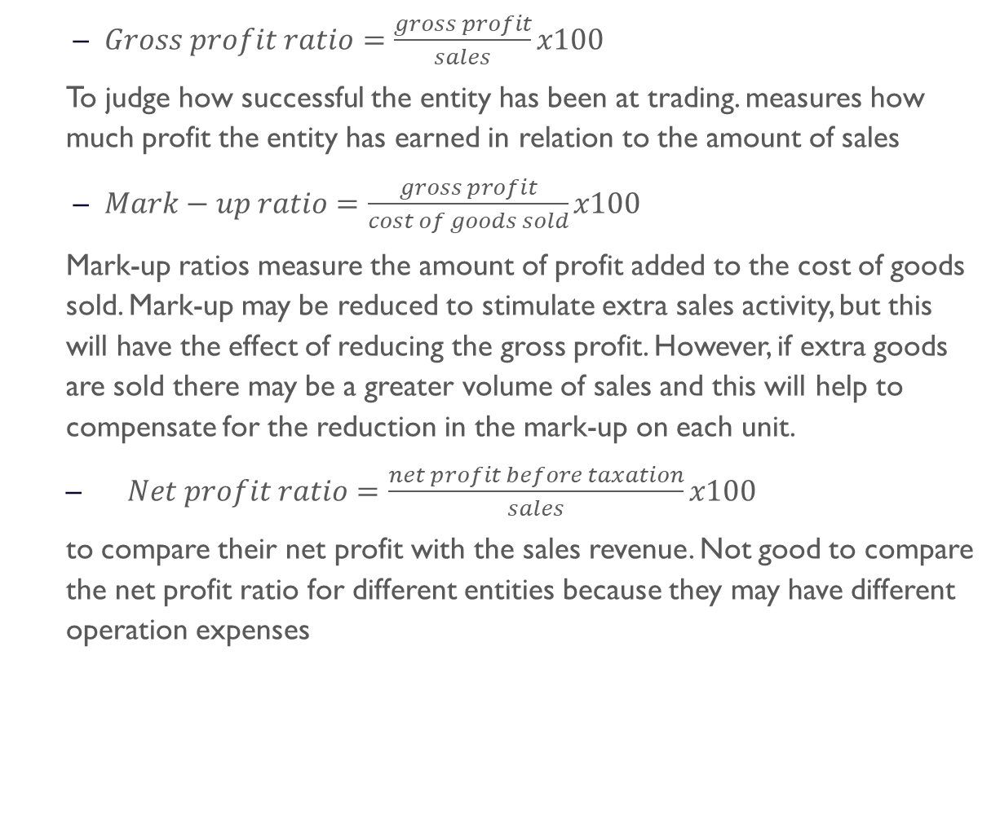 – Gross profit ratio = gross profit / sales x100
To judge how successful the entity has been at trading. measures how
much profit the entity has earned in relation to the amount of sales
– Mark − up ratio = gross profit / cost of goods sold x100
Mark-up ratios measure the amount of profit added to the cost of goods
sold. Mark-up may be reduced to stimulate extra sales activity, but this
will have the effect of reducing the gross profit. However, if extra goods
are sold there may be a greater volume of sales and this will help to
compensate for the reduction in the mark-up on each unit.
– Net profit ratio = net profit before taxation / sales x100
to compare their net profit with the sales revenue. Not good to compare
the net profit ratio for different entities because they may have different
operation expenses